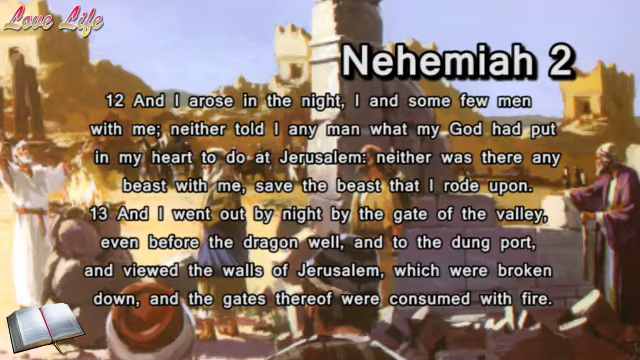 Love Life
Nehemiah 2
12 And I arose in the night, I and some few men
with me; neither told I any man what my God had put
in my heart to do at Jerusalem: neither was there any
beast with me, save the beast that I rode upon.
13 And I went out by night by the gate of the valley,
even before the dragon well, and to the dung port,
and viewed the walls of Jerusalem, which were broken
down, and the gates thereof were consumed with fire.